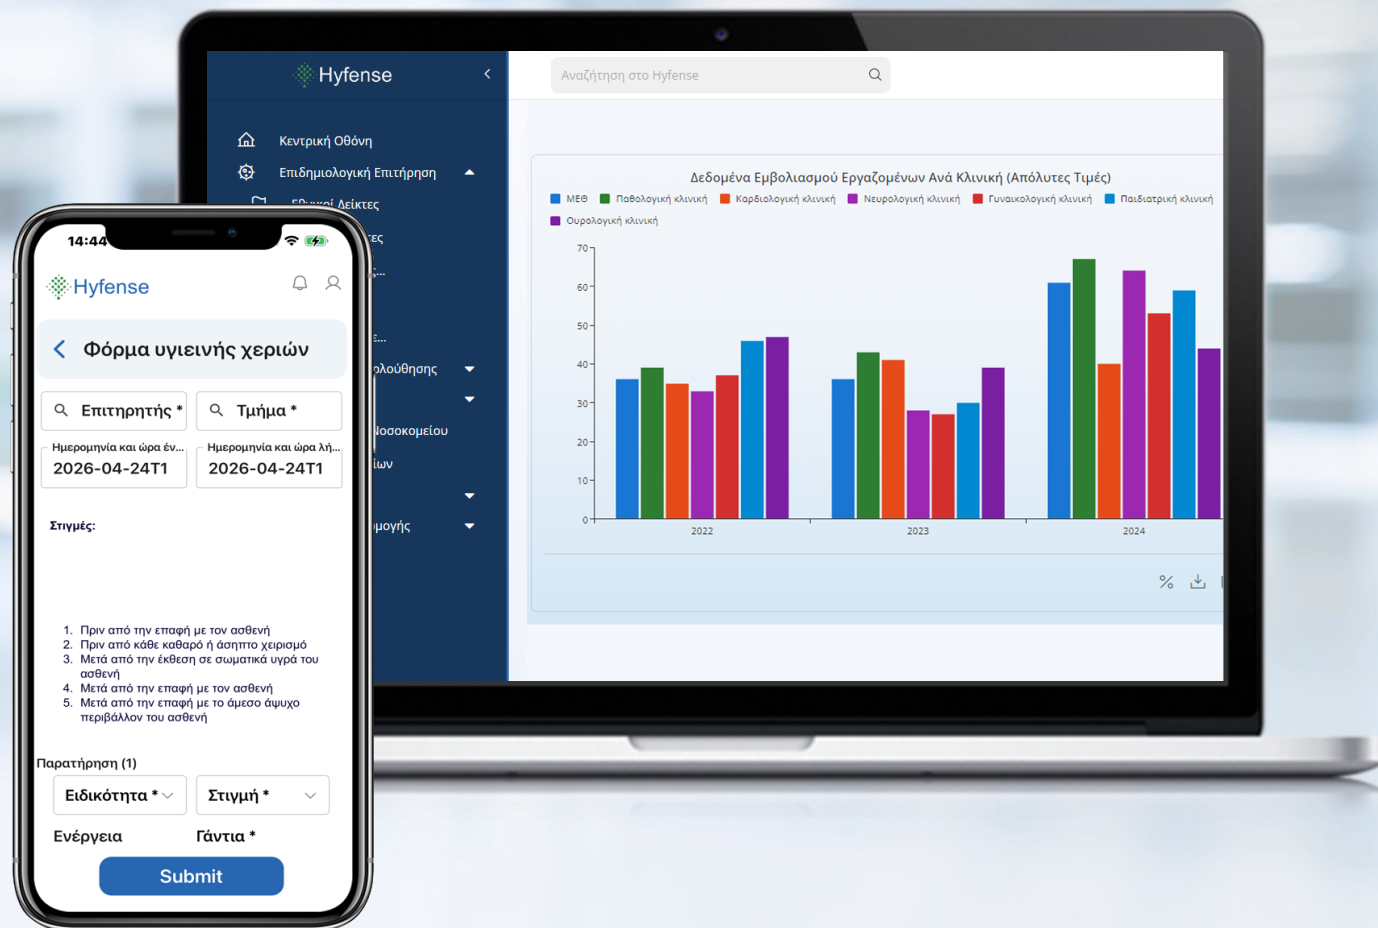 Hyfense
Αναζήτηση στο Hyfense
Κεντρική Οθόνη
Επιδημιολογική Επιτήρηση
Εθνικοί Δείκτες
Νοσοκομείου
Δεδομένα Εμβολιασμού Εργαζομένων Ανά Κλινική (Απόλυτες Τιμές)
ΜΕΘ Παθολογική κλινική Καρδιολογική κλινική Νευρολογική κλινική Γυναικολογική κλινική Παιδιατρική κλινική
Ουρολογική κλινική
70
60
50
40
30
20
10
0
2022 2023 2024
%
14:44
Hyfense
Φόρμα υγιεινής χεριών
Επιτηρητής * Τμήμα *
Ημερομηνία και ώρα έν... Ημερομηνία και ώρα λή...
2026-04-24T1 2026-04-24T1
Στιγμές:
1. Πριν από την επαφή με τον ασθενή
2. Πριν από κάθε καθαρό ή άσηπτο χειρισμό
3. Μετά από την έκθεση σε σωματικά υγρά του
ασθενή
4. Μετά από την επαφή με τον ασθενή
5. Μετά από την επαφή με το άμεσο άψυχο
περιβάλλον του ασθενή
Παρατήρηση (1)
Ειδικότητα * Στιγμή *
Ενέργεια Γάντια *
Submit